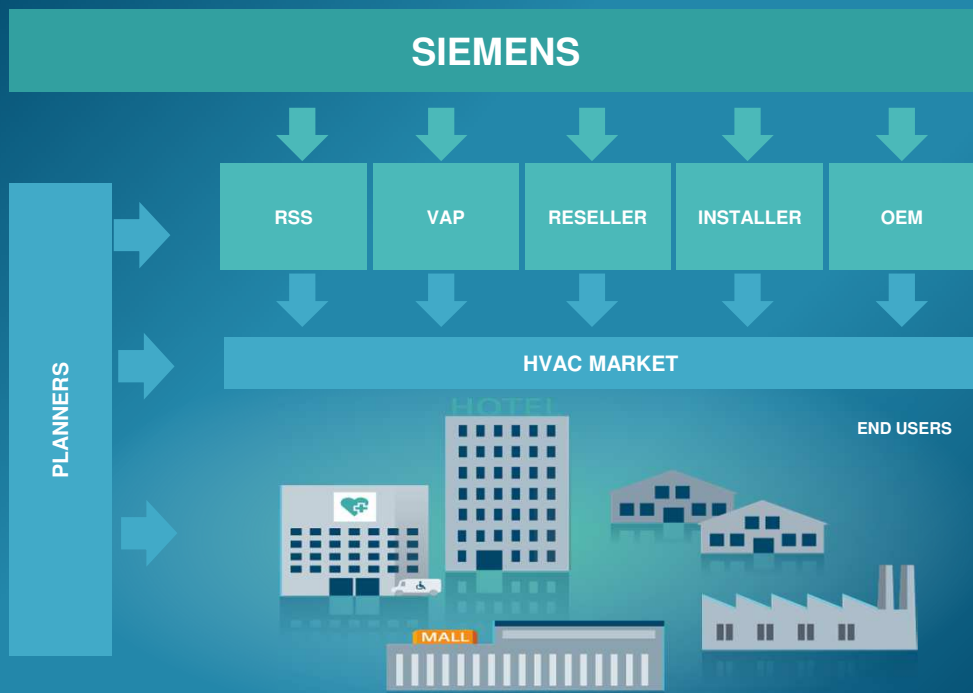 SIEMENS
RSS
VAP
RESELLER
INSTALLER
OEM
PLANNERS
HVAC MARKET
HOTEL
END USERS
MALL